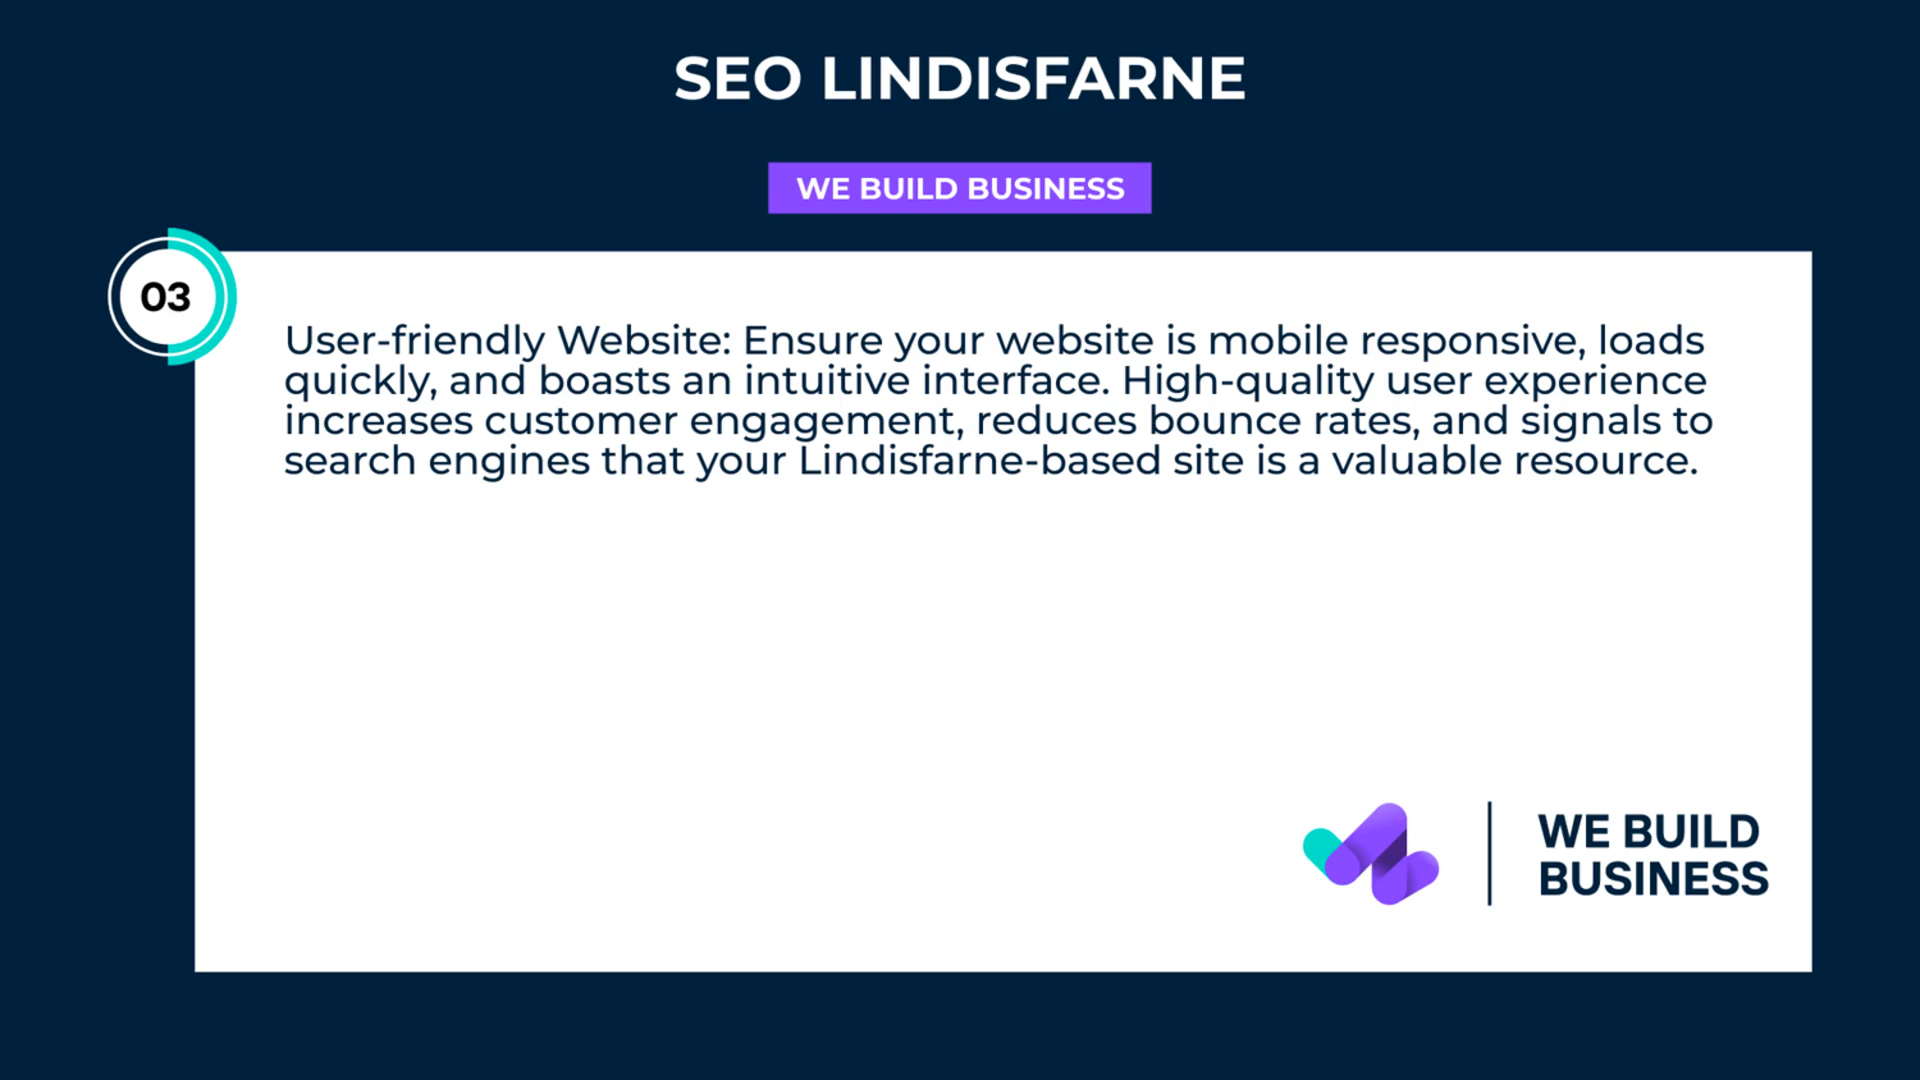 SEO LINDISFARNE
WE BUILD BUSINESS
03
User-friendly Website: Ensure your website is mobile responsive, loads
quickly, and boasts an intuitive interface. High-quality user experience
increases customer engagement, reduces bounce rates, and signals to
search engines that your Lindisfarne-based site is a valuable resource.
WE BUILD
BUSINESS